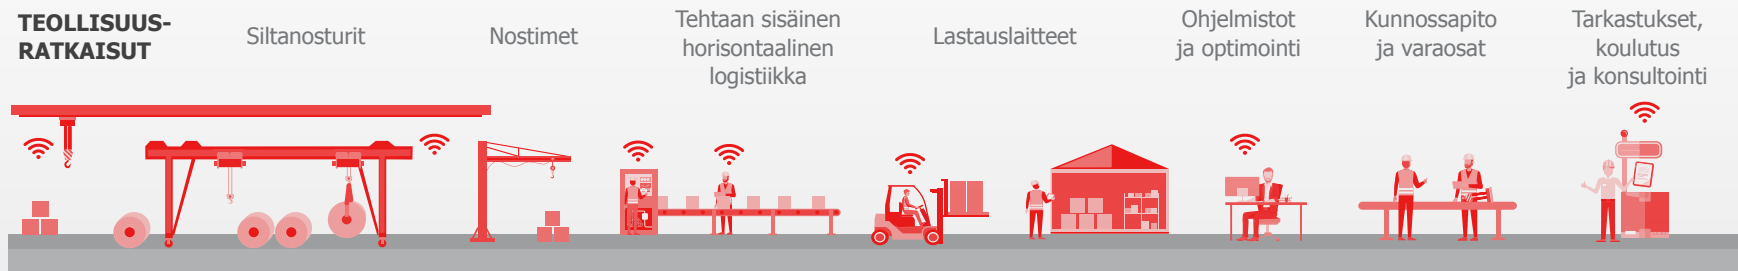 TEOLLISUUS-
RATKAISUT
Siltanosturit
Nostimet
Tehtaan sisäinen
horisontaalinen
logistiikka
Lastauslaitteet
Ohjelmistot
ja optimointi
Kunnossapito
ja varaosat
Tarkastukset,
koulutus
ja konsultointi